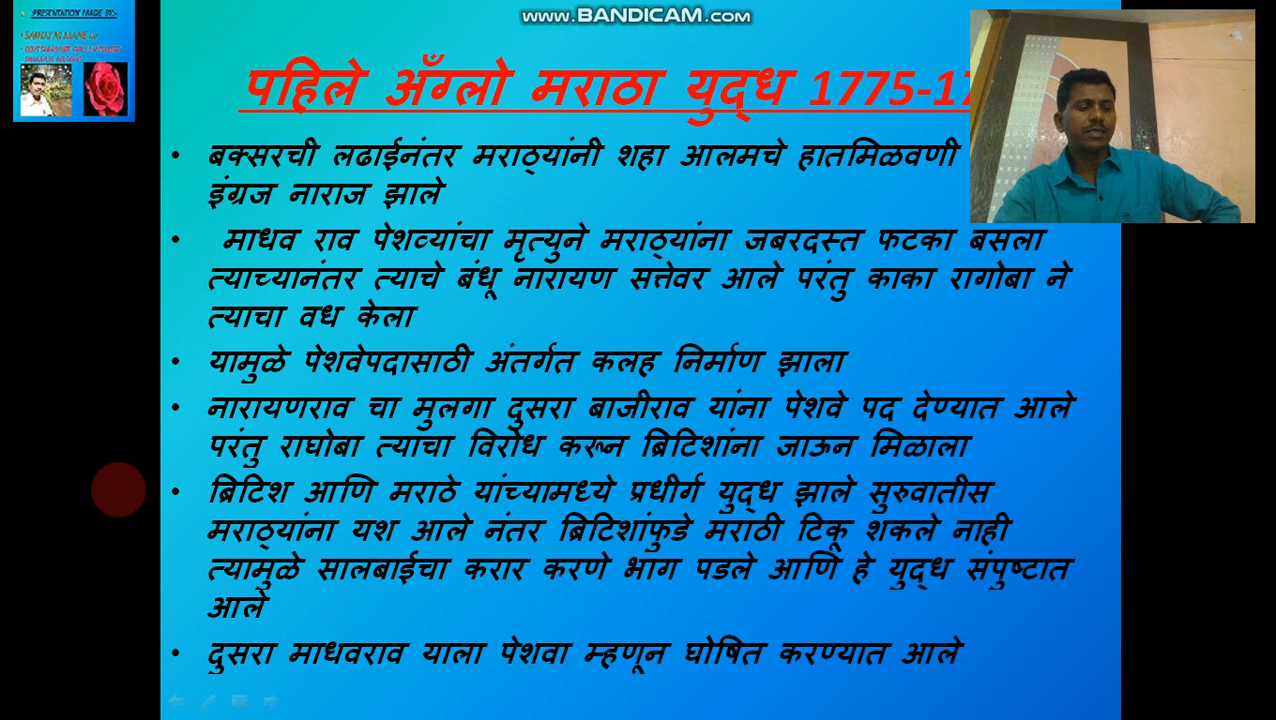 www.BANDICAM.com
PRESENTATION MADE BY:-
पहिले अँग्लो मराठा युद्ध 1775-17
• बक्सरची लढाईनंतर मराठ्यांनी शहा आलमचे हातमिळवणी
इंग्रज नाराज झाले
• माधव राव पेशव्यांचा मृत्युने मराठ्यांना जबरदस्त फटका बसला
त्याच्यानंतर त्याचे बंधू नारायण सत्तेवर आले परंतु काका रागोबा ने
त्याचा वध केला
• यामुळे पेशवेपदासाठी अंतर्गत कलह निर्माण झाला
• नारायणराव चा मुलगा दुसरा बाजीराव यांना पेशवे पद देण्यात आले
परंतु राघोबा त्याचा विरोध करून ब्रिटिशांना जाऊन मिळाला
• ब्रिटिश आणि मराठे यांच्यामध्ये प्रधीर्ग युद्ध झाले सुरुवातीस
मराठ्यांना यश आले नंतर ब्रिटिशांफुडे मराठी टिकू शकले नाही
त्यामुळे सालबाईचा करार करणे भाग पडले आणि हे युद्ध संपुष्टात
आले
• दुसरा माधवराव याला पेशवा म्हणून घोषित करण्यात आले